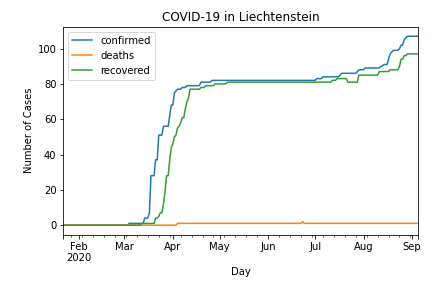 COVID-19 in Liechtenstein
confirmed
deaths
recovered
Number of Cases
100
80
60
40
20
0
Feb Mar Apr May Jun Jul Aug Sep
2020
Day